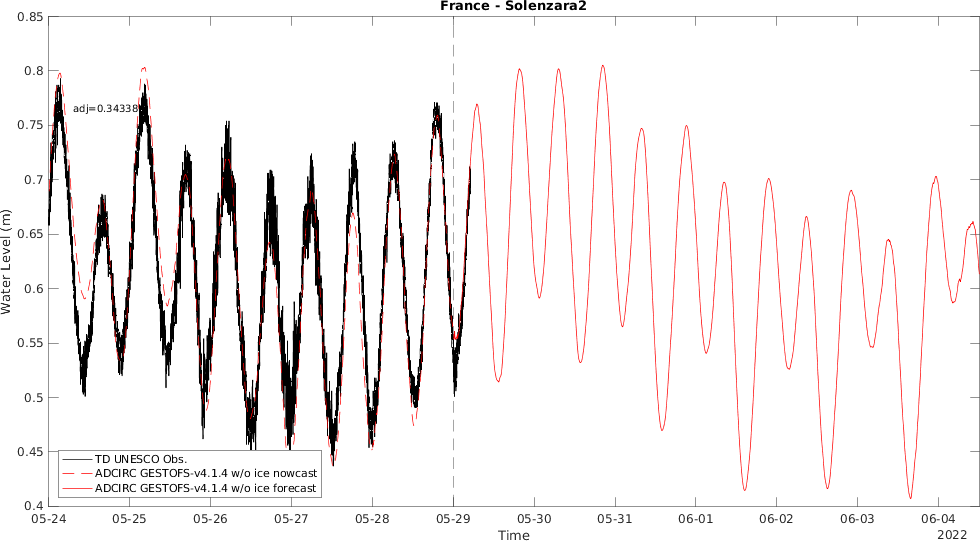 France - Solenzara2
0.85
0.8
0.75
0.7
0.65
0.6
0.55
0.5
0.45
0.4
Water Level (m)
adj=0.34338
TD UNESCO Obs.
ADCIRC GESTOFS-v4.1.4 w/o ice nowcast
ADCIRC GESTOFS-v4.1.4 w/o ice forecast
05-24 05-25 05-26 05-27 05-28 05-29 05-30 05-31 06-01 06-02 06-03 06-04
Time
2022